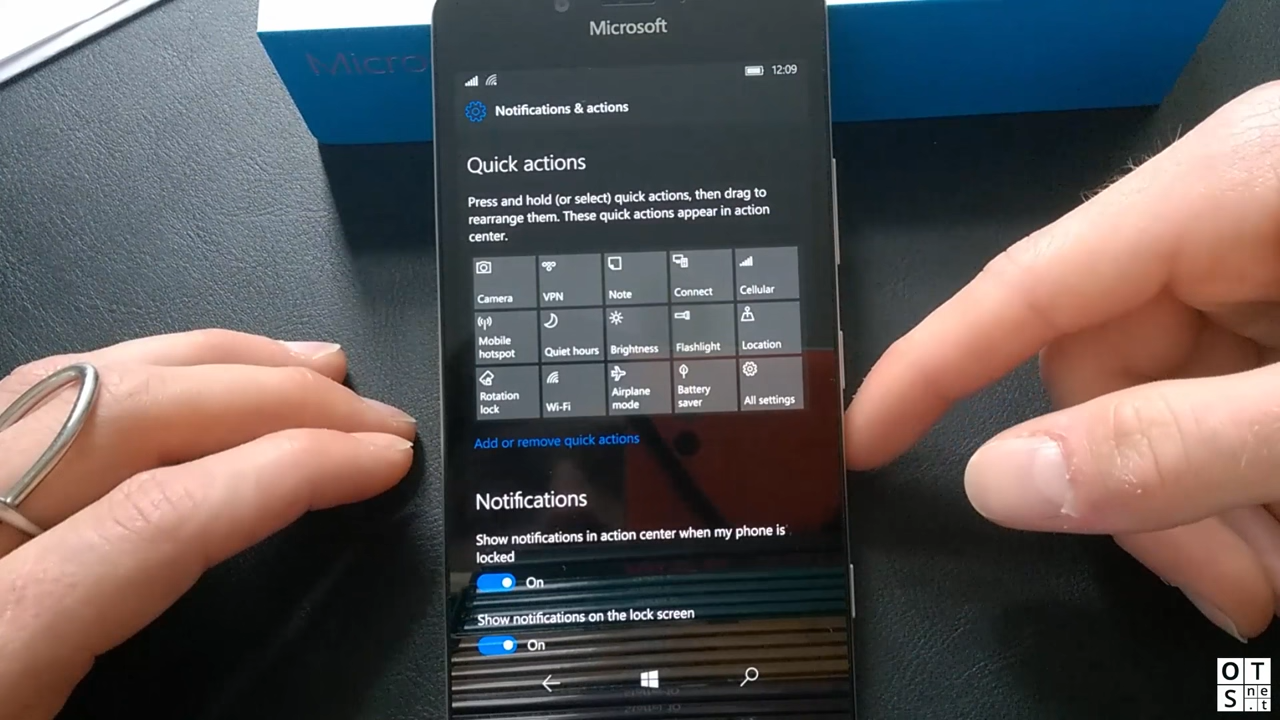 Microsoft
Micro
12:09
Notifications & actions
Quick actions
Press and hold (or select) quick actions, then drag to
rearrange them. These quick actions appear in action
center.
Camera
VPN
Note
Connect
Cellular
Mobile
hotspot
Quiet hours
Brightness
Flashlight
Location
Rotation
lock
Wi-Fi
Airplane
mode
Battery
saver
All settings
Add or remove quick actions
Notifications
Show notifications in action center when my phone is
locked
On
Show notifications on the lock screen
On
O T
S ne
.t